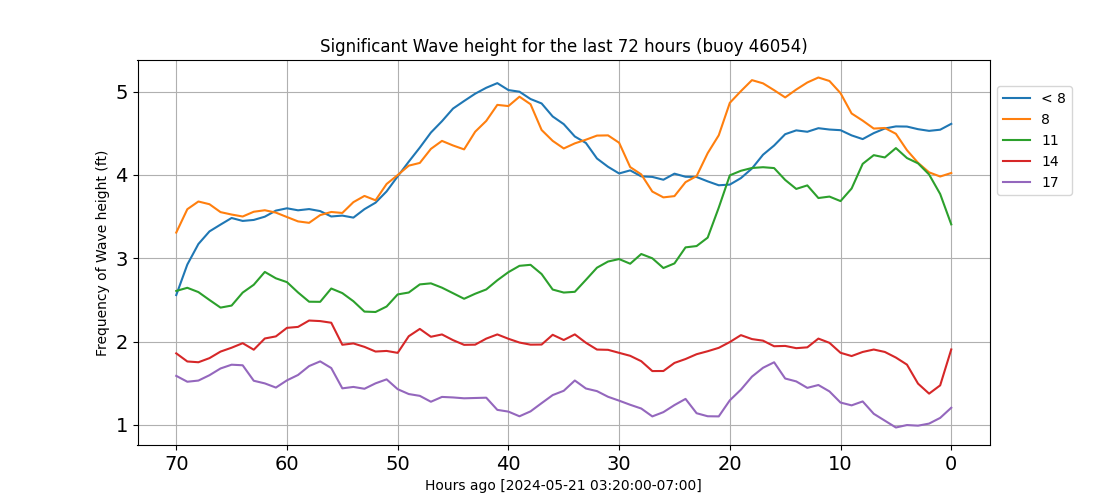 Significant Wave height for the last 72 hours (buoy 46054)
Frequency of Wave height (ft)
5
4
3
2
1
70 60 50 40 30 20 10 0
Hours ago [2024-05-21 03:20:00-07:00]
< 8
8
11
14
17